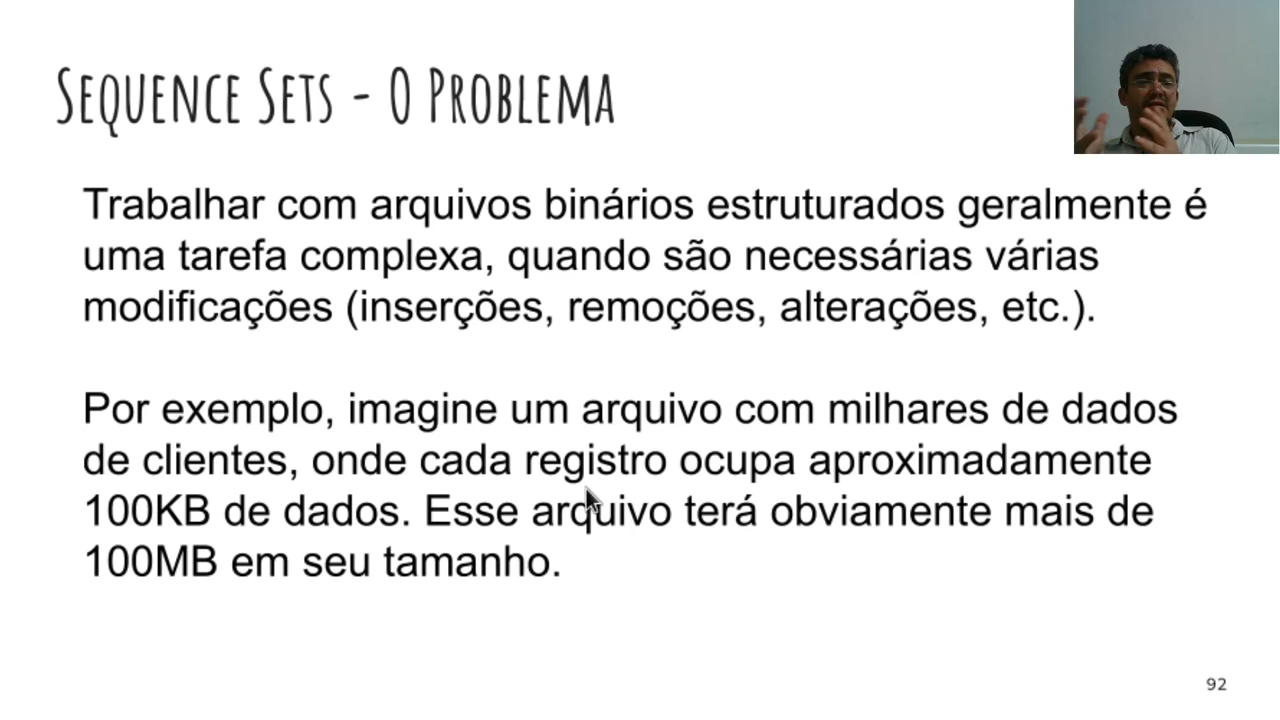 Sequence Sets - O Problema
Trabalhar com arquivos binários estruturados geralmente é
uma tarefa complexa, quando são necessárias várias
modificações (inserções, remoções, alterações, etc.).
Por exemplo, imagine um arquivo com milhares de dados
de clientes, onde cada registro ocupa aproximadamente
100KB de dados. Esse arquivo terá obviamente mais de
100MB em seu tamanho.
92